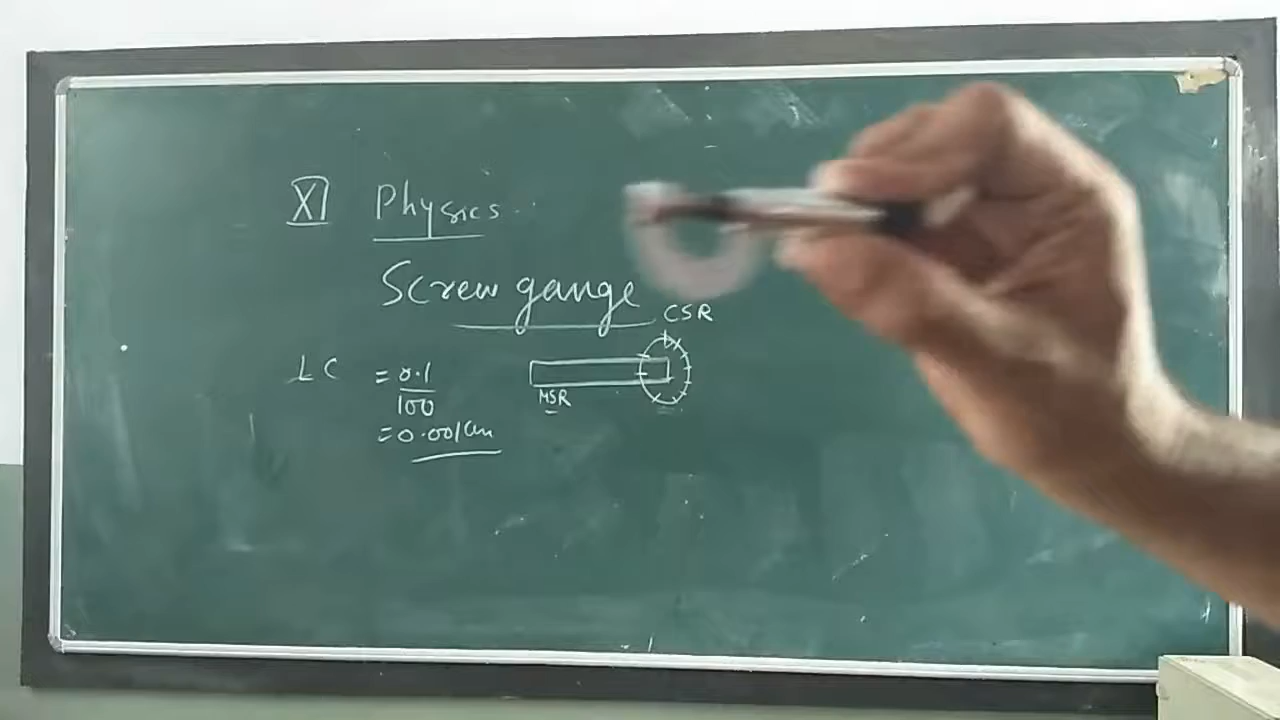 XI Physics
Screw gauge
CSR
LC = 0.1
100
MSR
= 0.001cm